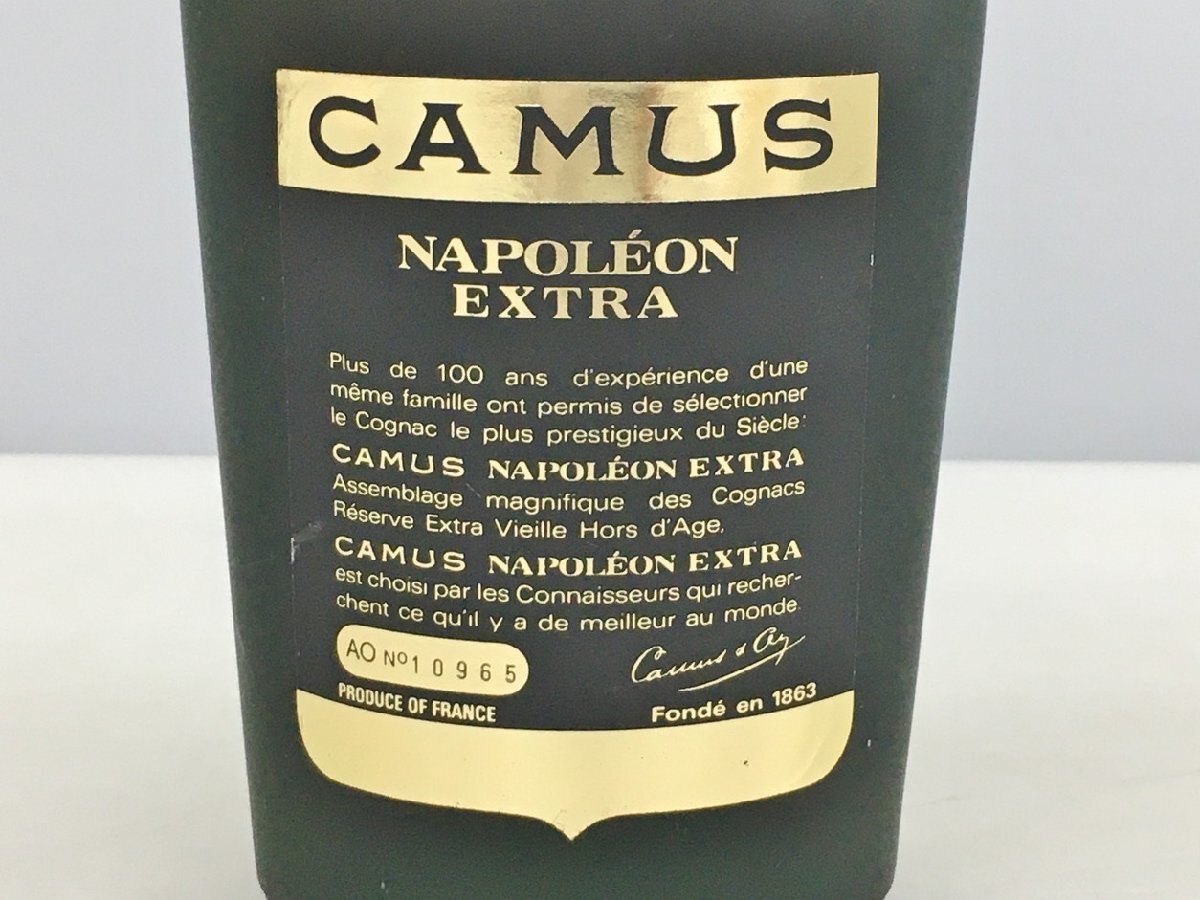 CAMUS
NAPOLÉON
EXTRA
Plus de 100 ans d'expérience d'une
même famille ont permis de sélectionner
le Cognac le plus prestigieux du Siècle:
CAMUS NAPOLÉON EXTRA
Assemblage magnifique des Cognacs
Réserve Extra Vieille Hors d'Age,
CAMUS NAPOLÉON EXTRA
est choisi par les Connaisseurs qui recher-
chent ce qu'il y a de meilleur au monde.
AO Nº10965
Camus & Cie
PRODUCE OF FRANCE
Fondé en 1863